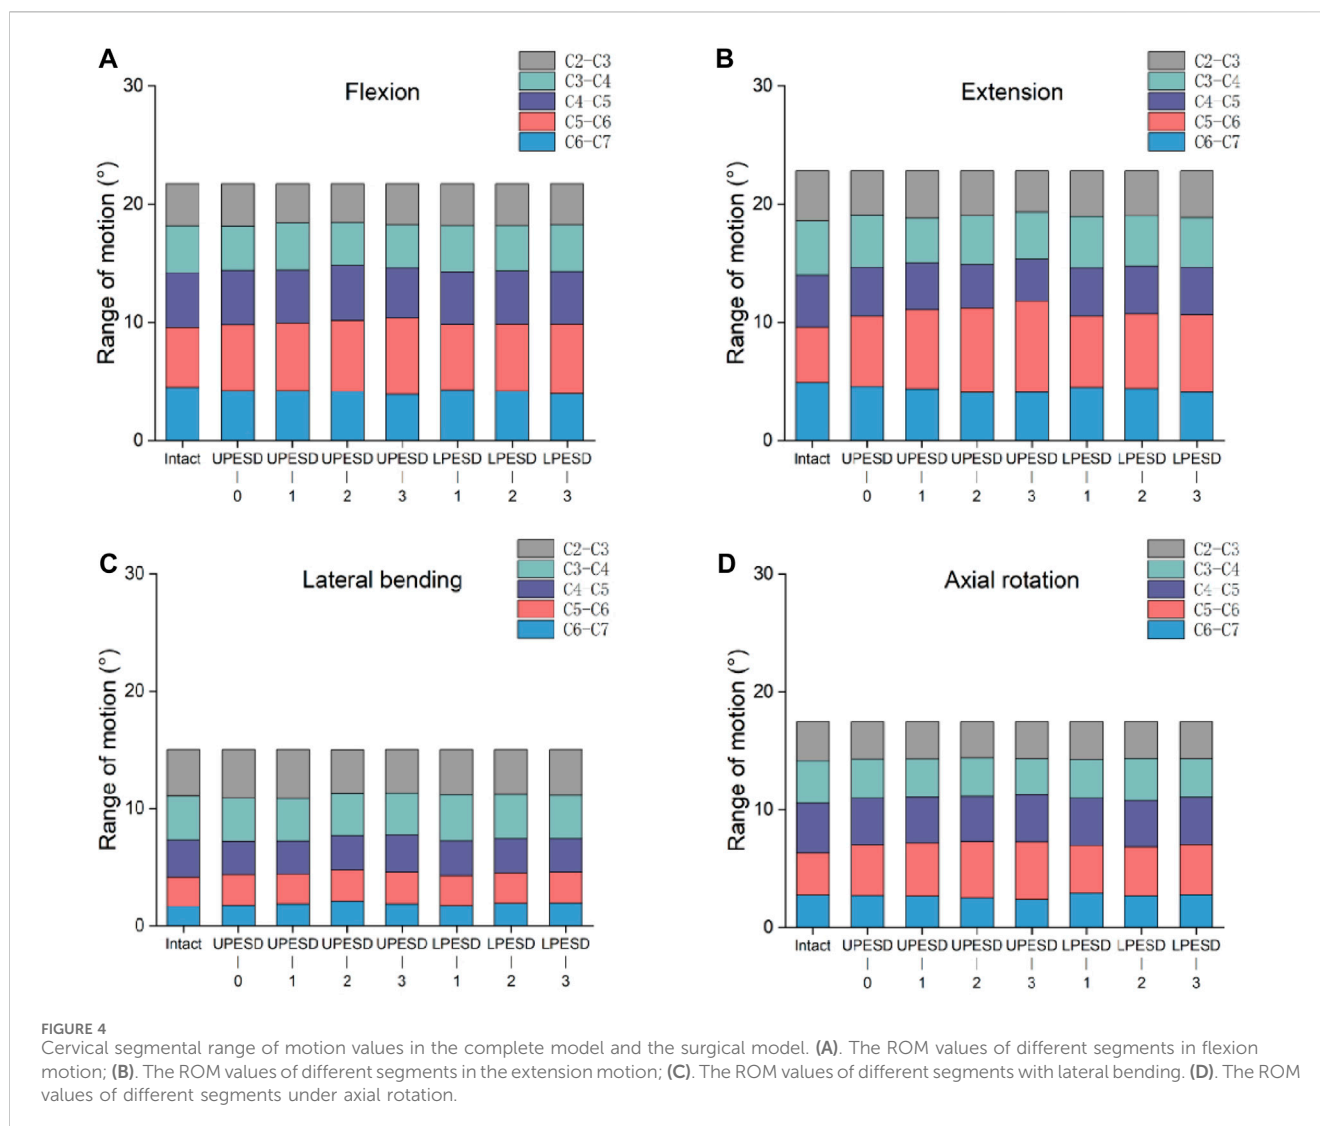 A
Flexion
C2-C3
C3-C4
C4-C5
C5-C6
C6-C7
Range of motion (°)
30
20
10
0
Intact UPESD UPESD UPESD UPESD LPESD LPESD LPESD
| | | | | | |
0 1 2 3 1 2 3
B
Extension
C2-C3
C3-C4
C4-C5
C5-C6
C6-C7
Range of motion (°)
30
20
10
0
Intact UPESD UPESD UPESD UPESD LPESD LPESD LPESD
| | | | | | |
0 1 2 3 1 2 3
C
Lateral bending
C2-C3
C3-C4
C4-C5
C5-C6
C6-C7
Range of motion (°)
30
20
10
0
Intact UPESD UPESD UPESD UPESD LPESD LPESD LPESD
| | | | | | |
0 1 2 3 1 2 3
D
Axial rotation
C2-C3
C3-C4
C4-C5
C5-C6
C6-C7
Range of motion (°)
30
20
10
0
Intact UPESD UPESD UPESD UPESD LPESD LPESD LPESD
| | | | | | |
0 1 2 3 1 2 3
FIGURE 4
Cervical segmental range of motion values in the complete model and the surgical model. (A). The ROM values of different segments in flexion
motion; (B). The ROM values of different segments in the extension motion; (C). The ROM values of different segments with lateral bending. (D). The ROM
values of different segments under axial rotation.